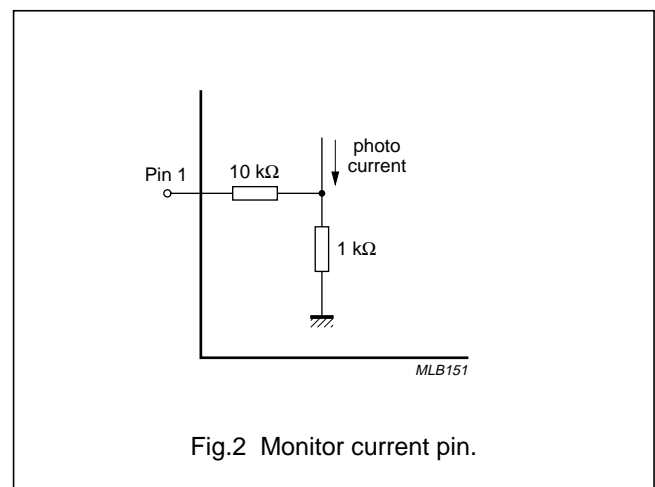 photo
current
Pin 1
10 kΩ
1 kΩ
MLB151
Fig.2 Monitor current pin.